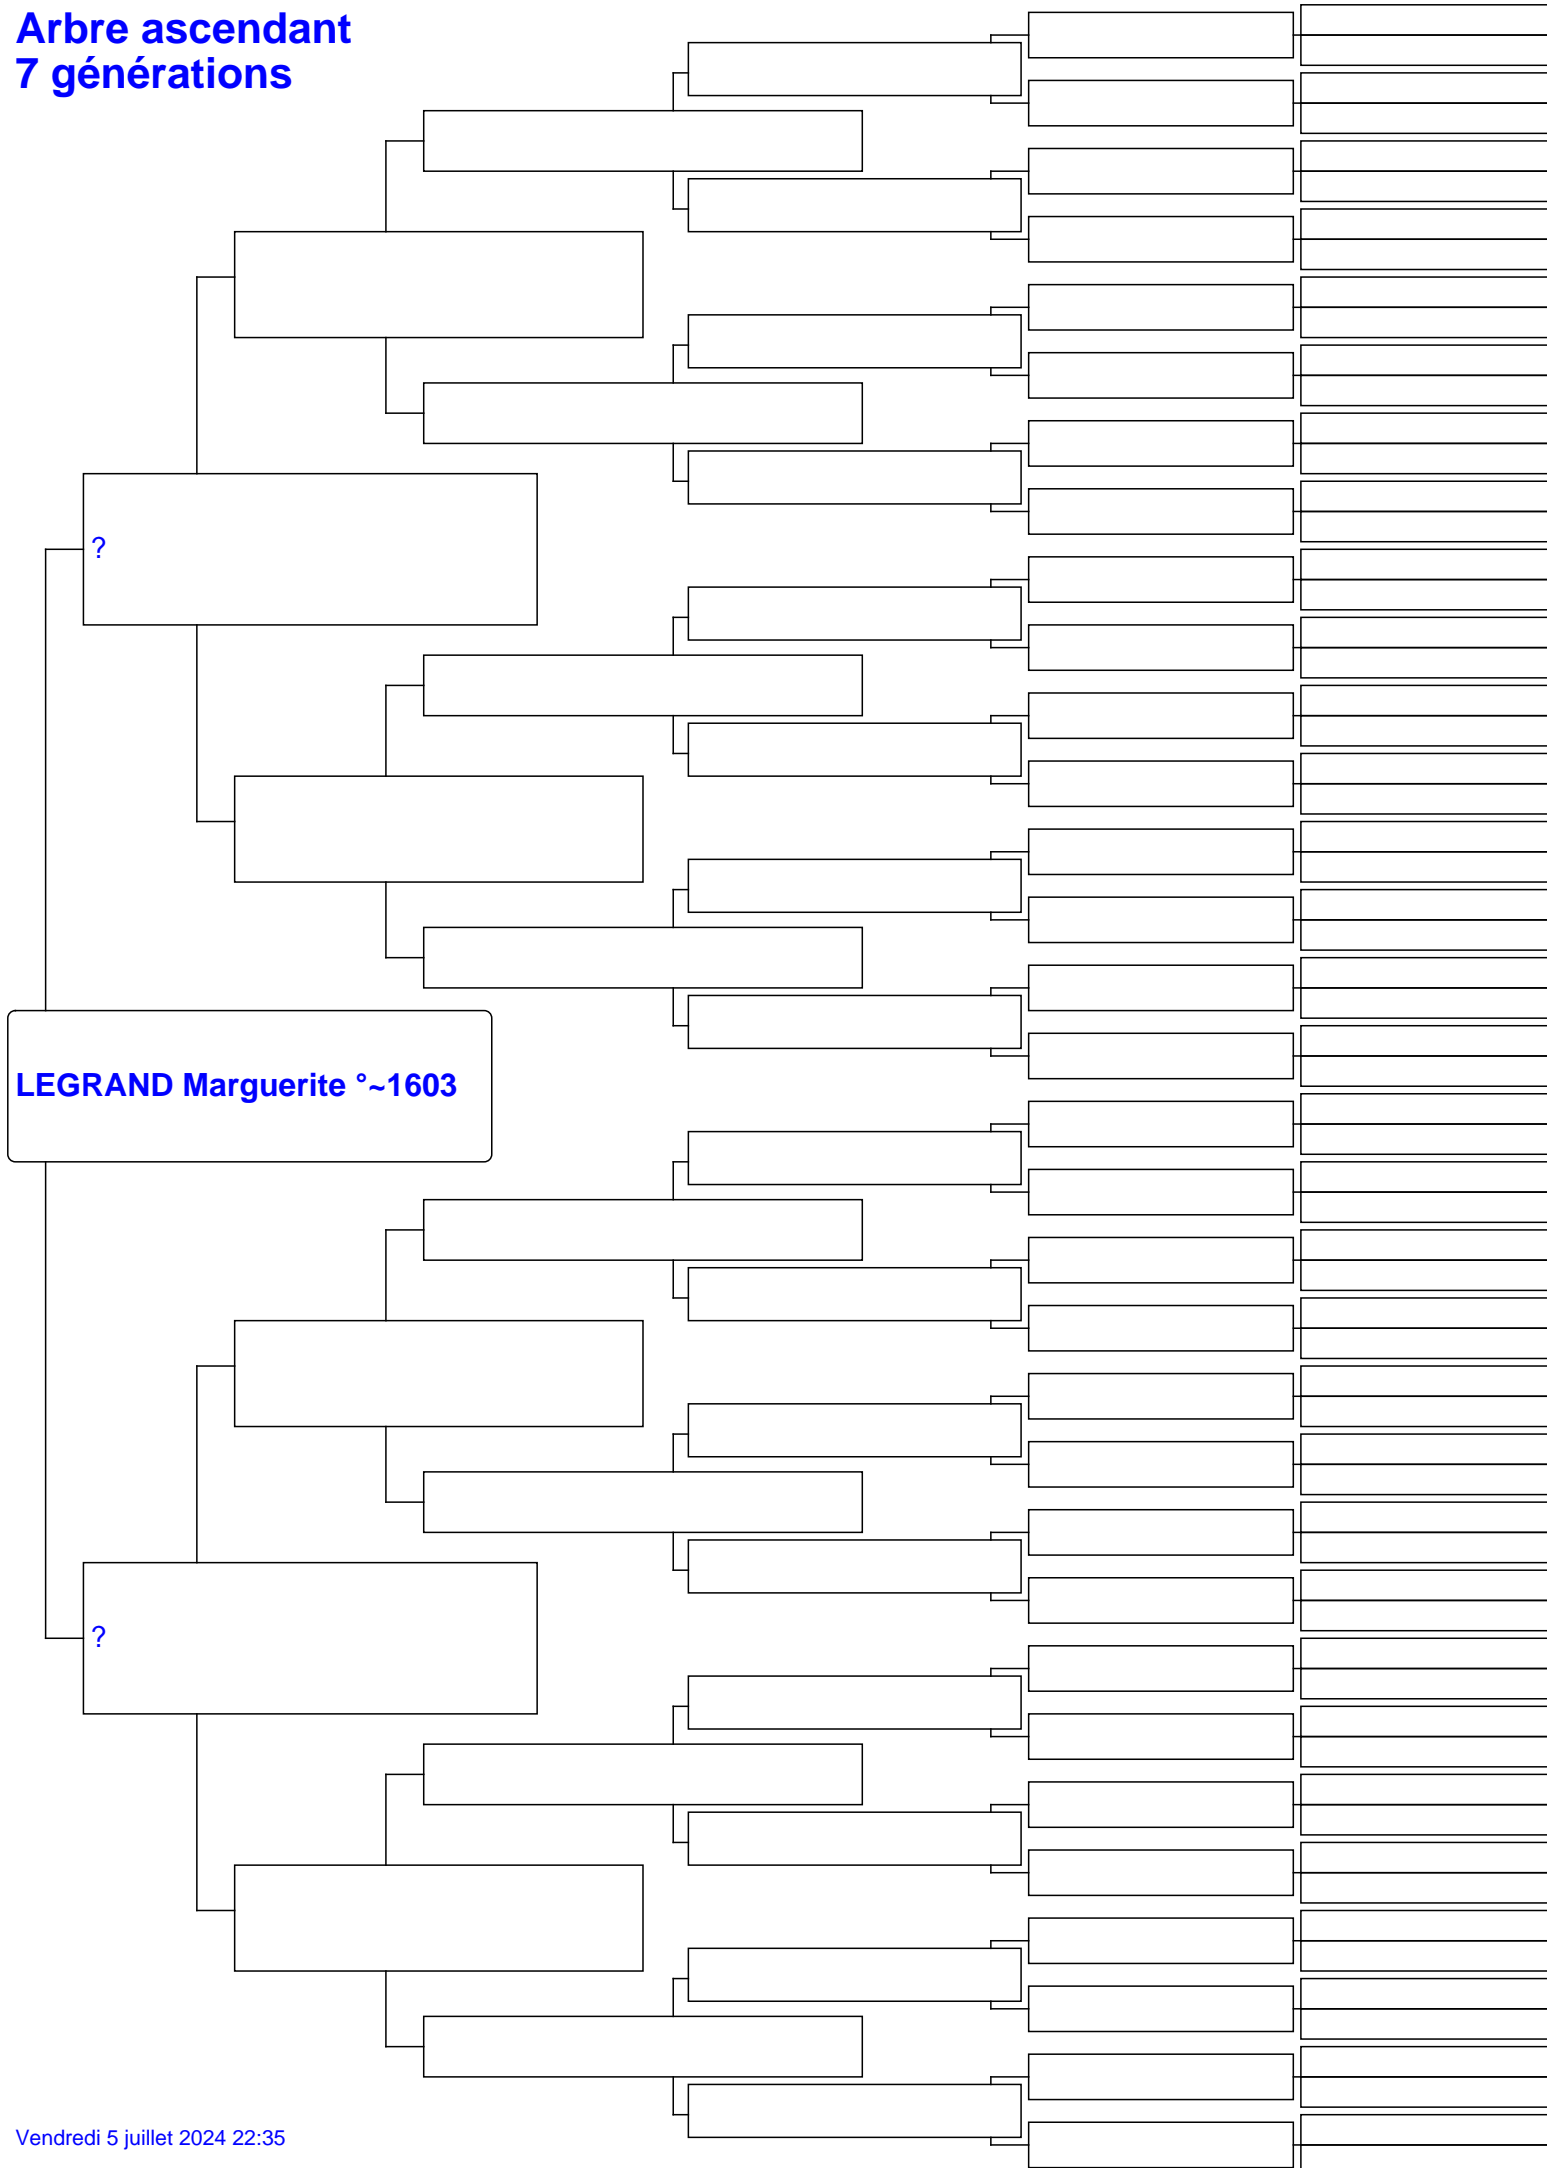 Arbre ascendant
7 générations
?
LEGRAND Marguerite °~1603
?
Vendredi 5 juillet 2024 22:35